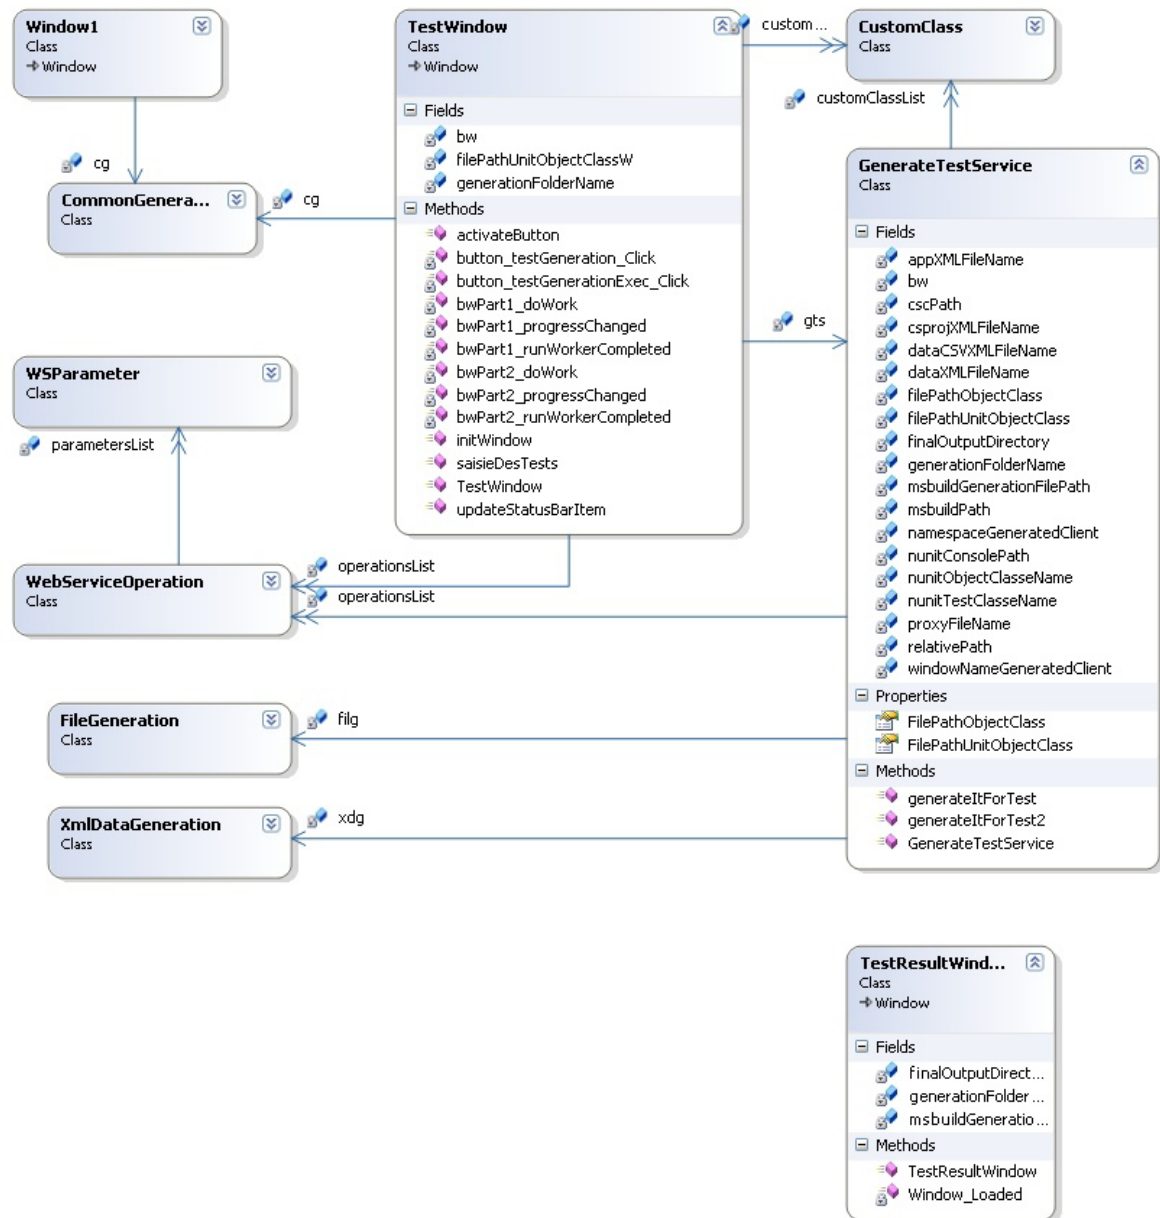 Window1
Class
Window
cg
CommonGenera...
Class
TestWindow
Class
Window
Fields
bw
filePathUnitObjectClassW
generationFolderName
Methods
activateButton
button_testGeneration_Click
button_testGenerationExec_Click
bwPart1_doWork
bwPart1_progressChanged
bwPart1_runWorkerCompleted
bwPart2_doWork
bwPart2_progressChanged
bwPart2_runWorkerCompleted
initWindow
saisieDesTests
TestWindow
updateStatusBarItem
cg
custom ...
CustomClass
Class
customClassList
gts
GenerateTestService
Class
Fields
appXMLFileName
bw
cscPath
csprojXMLFileName
dataCSVXMLFileName
dataXMLFileName
filePathObjectClass
filePathUnitObjectClass
finalOutputDirectory
generationFolderName
msbuildGenerationFilePath
msbuildPath
namespaceGeneratedClient
nunitConsolePath
nunitObjectClasseName
nunitTestClasseName
proxyFileName
relativePath
windowNameGeneratedClient
Properties
FilePathObjectClass
FilePathUnitObjectClass
Methods
generateItForTest
generateItForTest2
GenerateTestService
WSParameter
Class
parametersList
WebServiceOperation
Class
operationsList
operationsList
FileGeneration
Class
filg
XmlDataGeneration
Class
xdg
TestResultWind...
Class
Window
Fields
finalOutputDirect...
generationFolder ...
msbuildGeneratio...
Methods
TestResultWindow
Window_Loaded